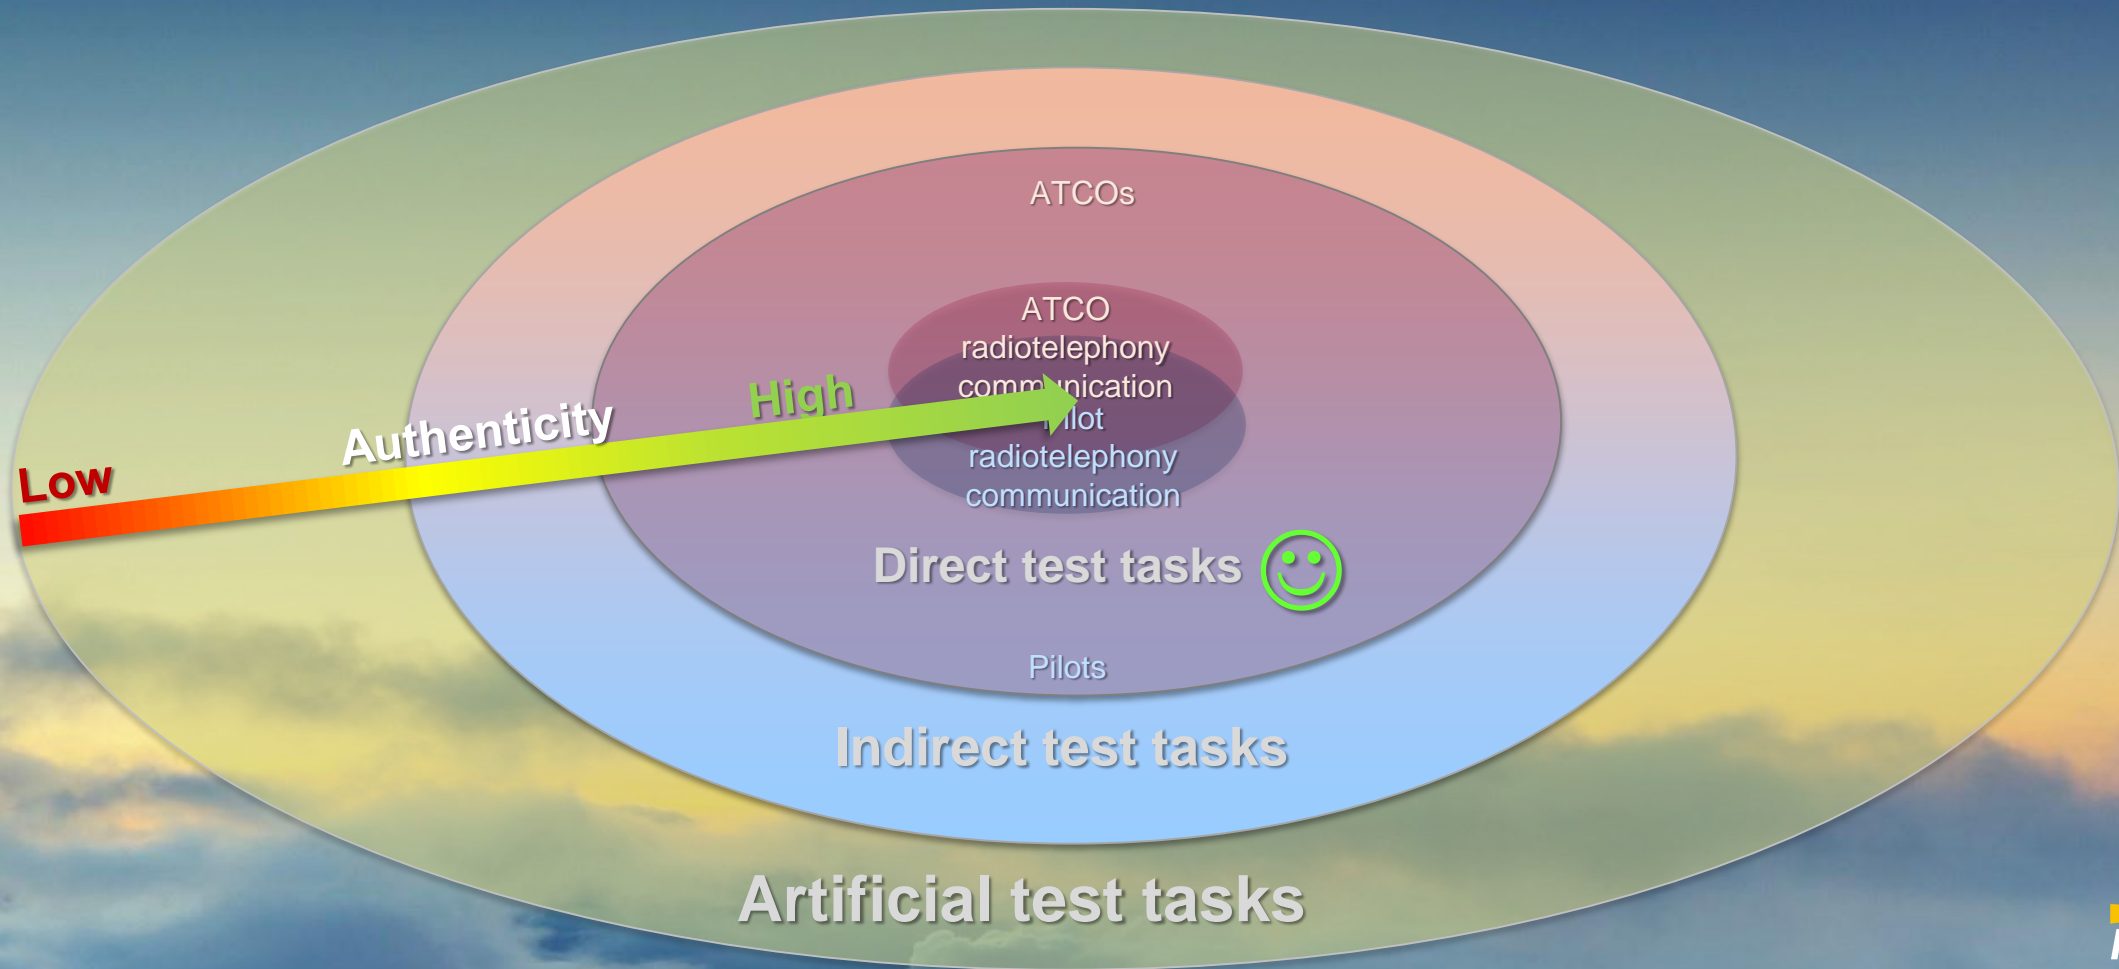 ATCOs
ATCO
radiotelephony
communication
Pilot
radiotelephony
communication
High
Authenticity
Low
Direct test tasks
Pilots
Indirect test tasks
Artificial test tasks